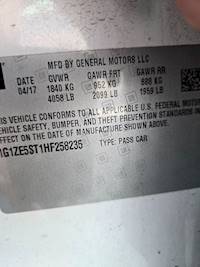 MFD BY GENERAL MOTORS LLC
DATE GVWR GAWR FRT GAWR RR
04/17 1840 KG 952 KG 888 KG
4058 LB 2099 LB 1959 LB
THIS VEHICLE CONFORMS TO ALL APPLICABLE U.S. FEDERAL MOTOR
VEHICLE SAFETY, BUMPER, AND THEFT PREVENTION STANDARDS
IN EFFECT ON THE DATE OF MANUFACTURE SHOWN ABOVE
1G1ZE5ST1HF258235 TYPE: PASS CAR